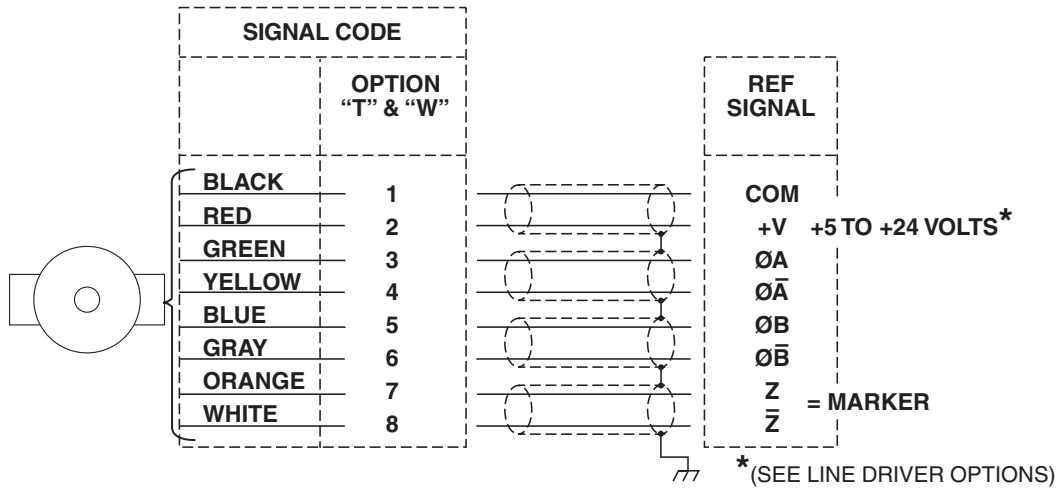 SIGNAL CODE
OPTION
“T” & “W”
REF
SIGNAL
BLACK 1 COM
RED 2 +V +5 TO +24 VOLTS*
GREEN 3 ØA
YELLOW 4 ØA̅
BLUE 5 ØB
GRAY 6 ØB̅
ORANGE 7 Z
= MARKER
WHITE 8 Z̅
*(SEE LINE DRIVER OPTIONS)